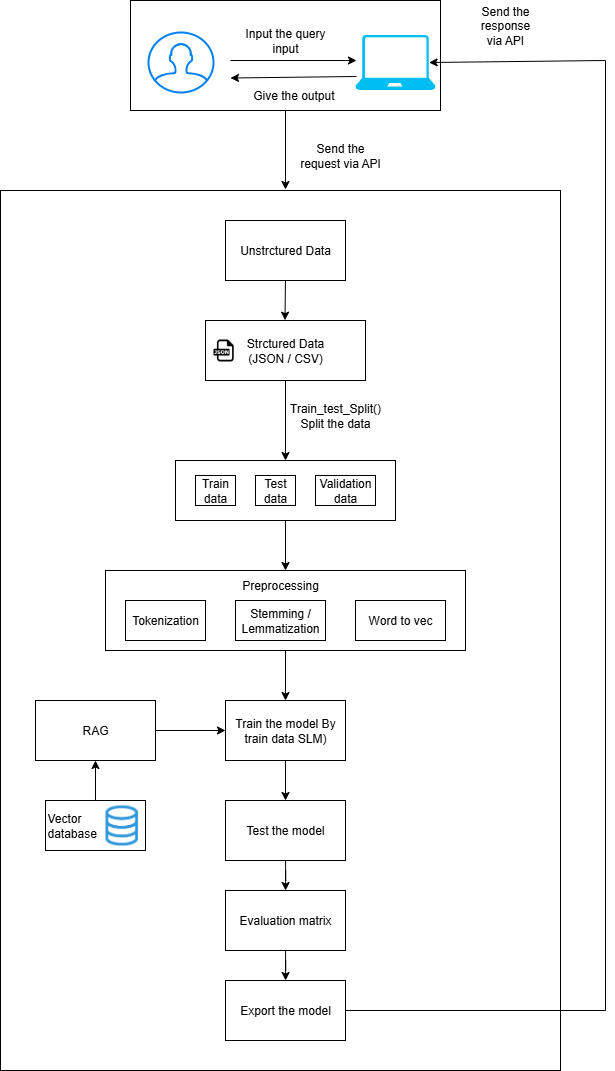 Send the
response
via API
Input the query
input
Give the output
Send the
request via API
Unstrctured Data
Strctured Data
(JSON / CSV)
JSON
Train_test_Split()
Split the data
Train
data
Test
data
Validation
data
Preprocessing
Tokenization
Stemming /
Lemmatization
Word to vec
RAG
Train the model By
train data SLM)
Vector
database
Test the model
Evaluation matrix
Export the model